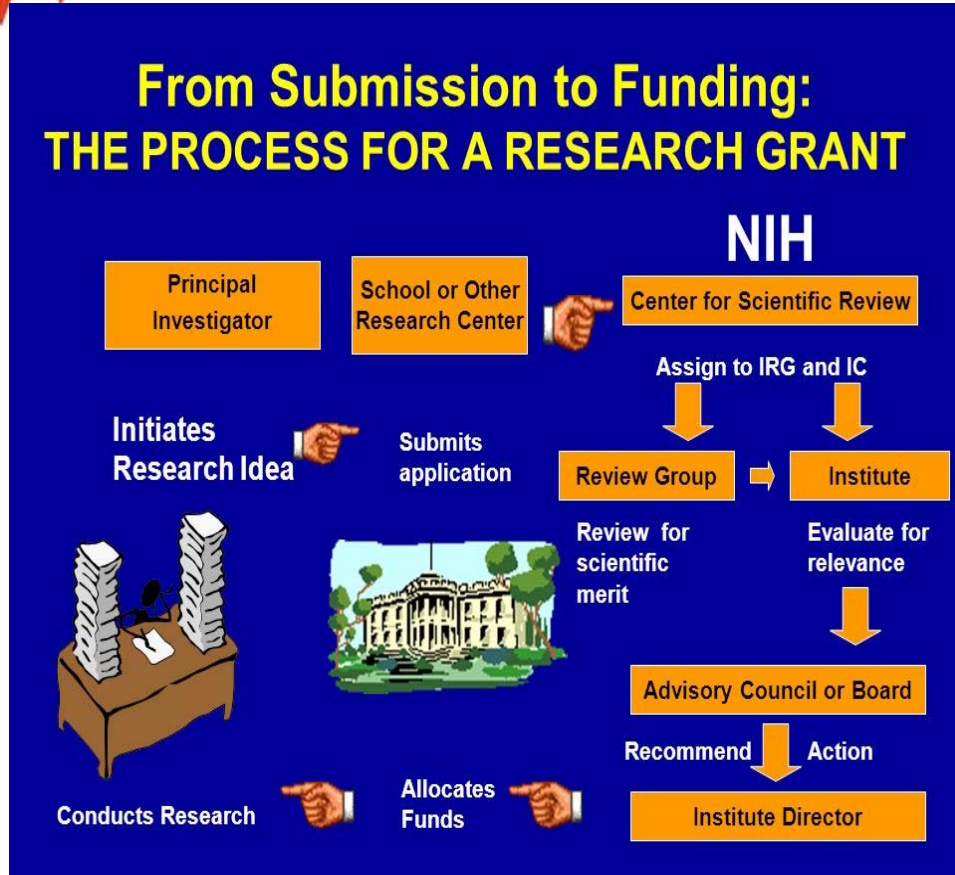 From Submission to Funding:
THE PROCESS FOR A RESEARCH GRANT
NIH
Principal
Investigator
School or Other
Research Center
Center for Scientific Review
Assign to IRG and IC
Initiates
Research Idea
Submits
application
Review Group
Institute
Review for
scientific
merit
Evaluate for
relevance
Advisory Council or Board
Recommend Action
Conducts Research
Allocates
Funds
Institute Director